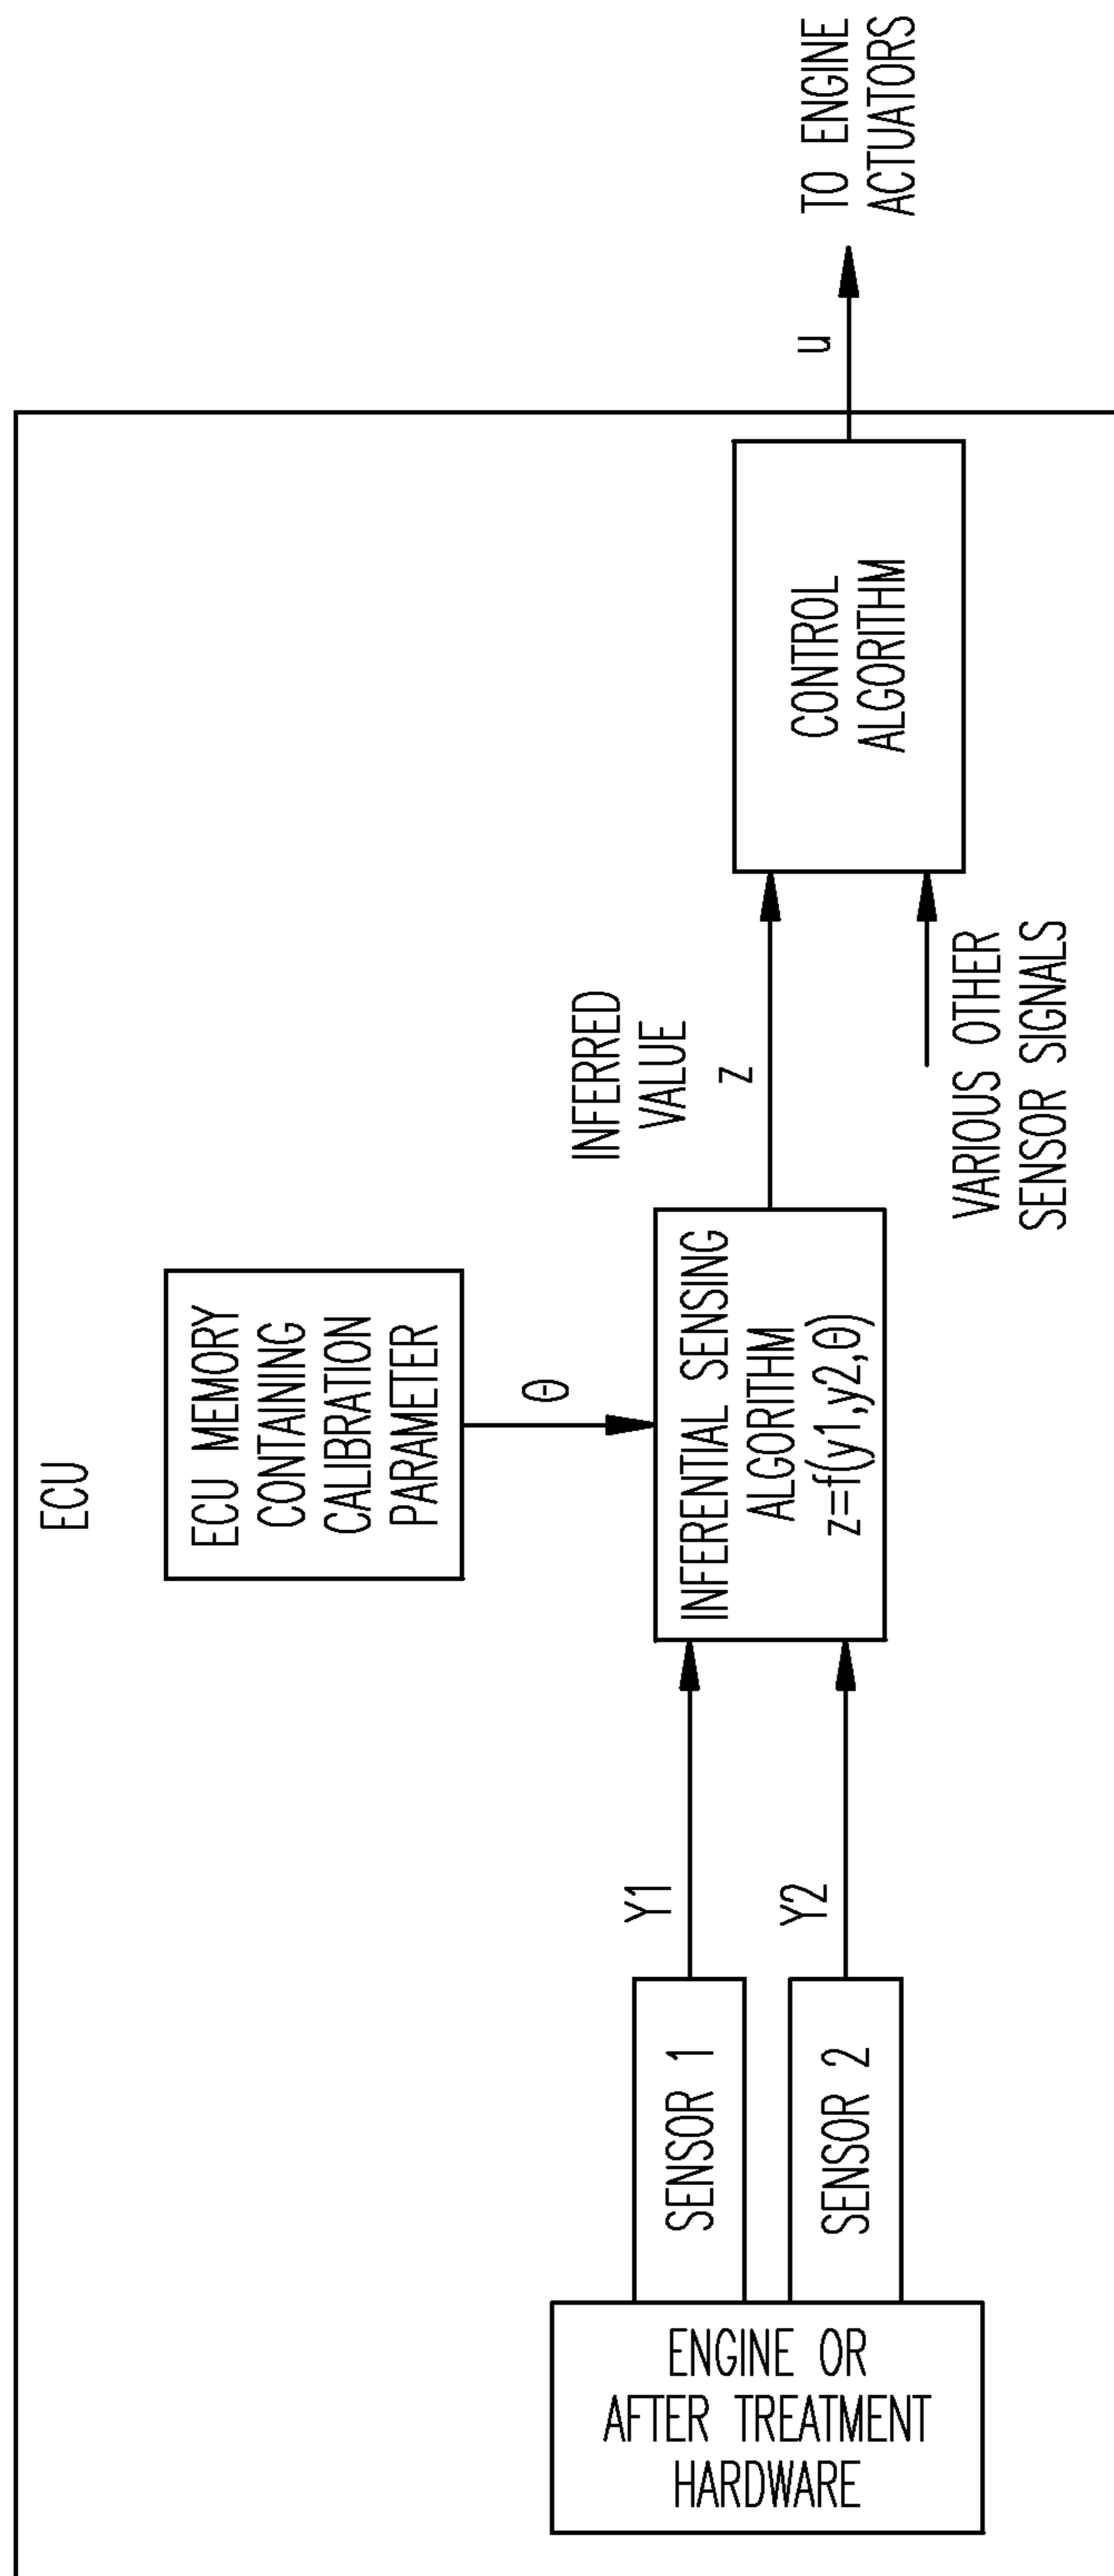 ECU
ECU MEMORY
CONTAINING
CALIBRATION
PARAMETER
Θ
ENGINE OR
AFTER TREATMENT
HARDWARE
SENSOR 1
SENSOR 2
Y1
Y2
INFERENTIAL SENSING
ALGORITHM
z=f(y1,y2,Θ)
INFERRED
VALUE
z
VARIOUS OTHER
SENSOR SIGNALS
CONTROL
ALGORITHM
u
TO ENGINE
ACTUATORS